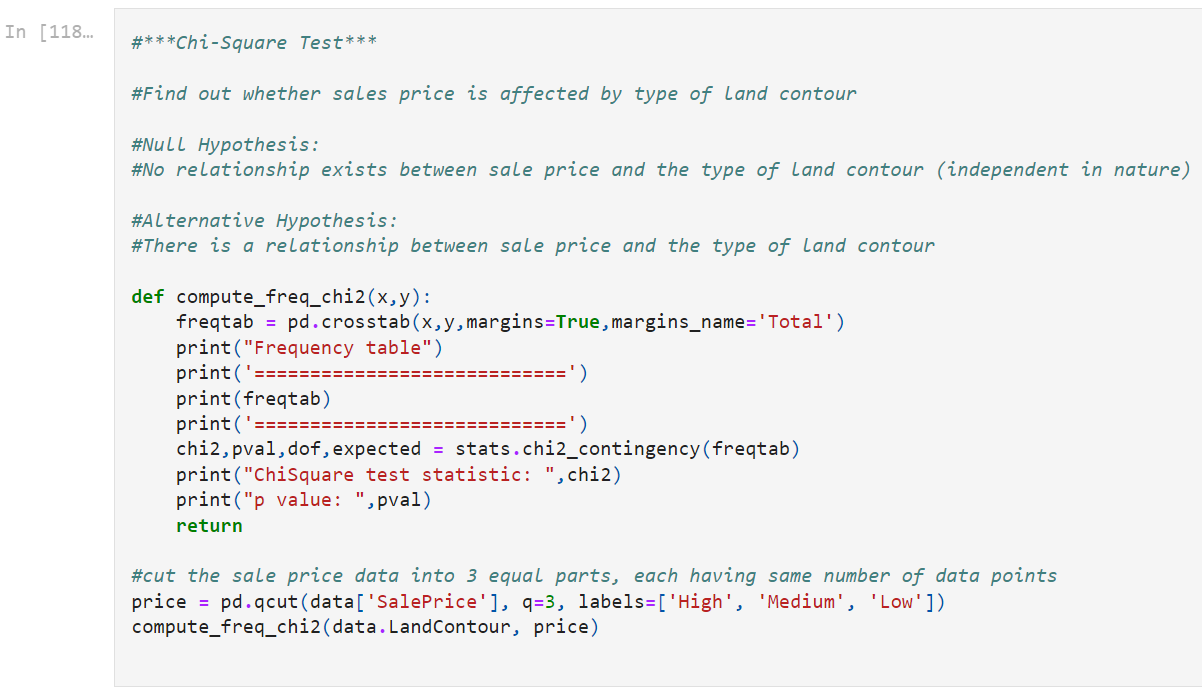 In [118…
#***Chi-Square Test***
#Find out whether sales price is affected by type of land contour
#Null Hypothesis:
#No relationship exists between sale price and the type of land contour (independent in nature)
#Alternative Hypothesis:
#There is a relationship between sale price and the type of land contour
def compute_freq_chi2(x,y):
    freqtab = pd.crosstab(x,y,margins=True,margins_name='Total')
    print("Frequency table")
    print('============================')
    print(freqtab)
    print('============================')
    chi2,pval,dof,expected = stats.chi2_contingency(freqtab)
    print("ChiSquare test statistic: ",chi2)
    print("p value: ",pval)
    return
#cut the sale price data into 3 equal parts, each having same number of data points
price = pd.qcut(data['SalePrice'], q=3, labels=['High', 'Medium', 'Low'])
compute_freq_chi2(data.LandContour, price)